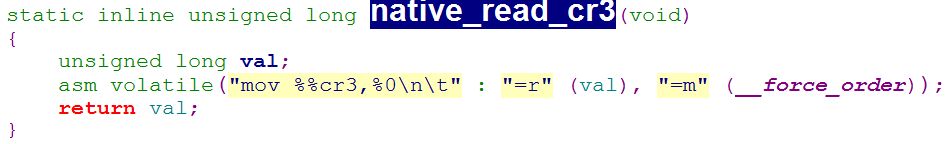 static inline unsigned long native_read_cr3(void)
{
    unsigned long val;
    asm volatile("mov %%cr3,%0\n\t" : "=r" (val), "=m" (__force_order));
    return val;
}